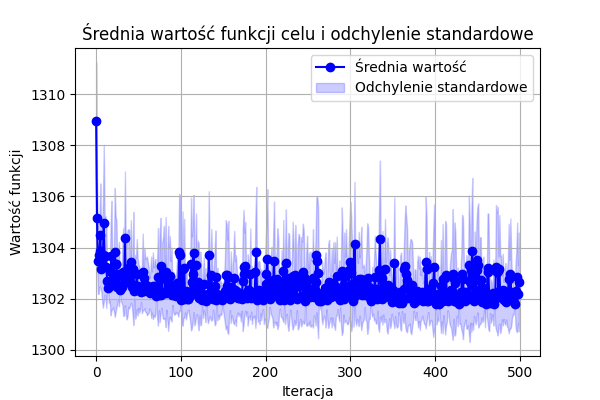 Średnia wartość funkcji celu i odchylenie standardowe
Średnia wartość
Odchylenie standardowe
Wartość funkcji
1310
1308
1306
1304
1302
1300
0 100 200 300 400 500
Iteracja